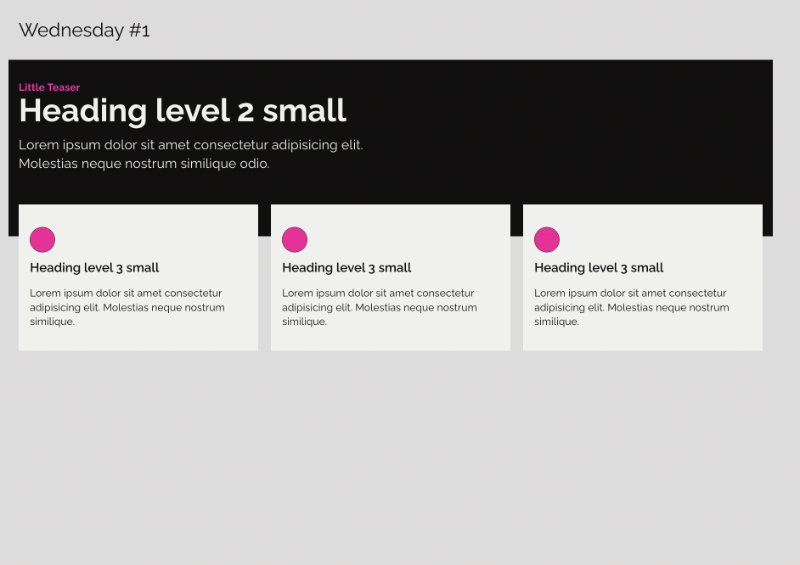 Wednesday #1
Little Teaser
Heading level 2 small
Lorem ipsum dolor sit amet consectetur adipisicing elit.
Molestias neque nostrum similique odio.
Heading level 3 small
Lorem ipsum dolor sit amet consectetur
adipisicing elit. Molestias neque nostrum
similique.
Heading level 3 small
Lorem ipsum dolor sit amet consectetur
adipisicing elit. Molestias neque nostrum
similique.
Heading level 3 small
Lorem ipsum dolor sit amet consectetur
adipisicing elit. Molestias neque nostrum
similique.